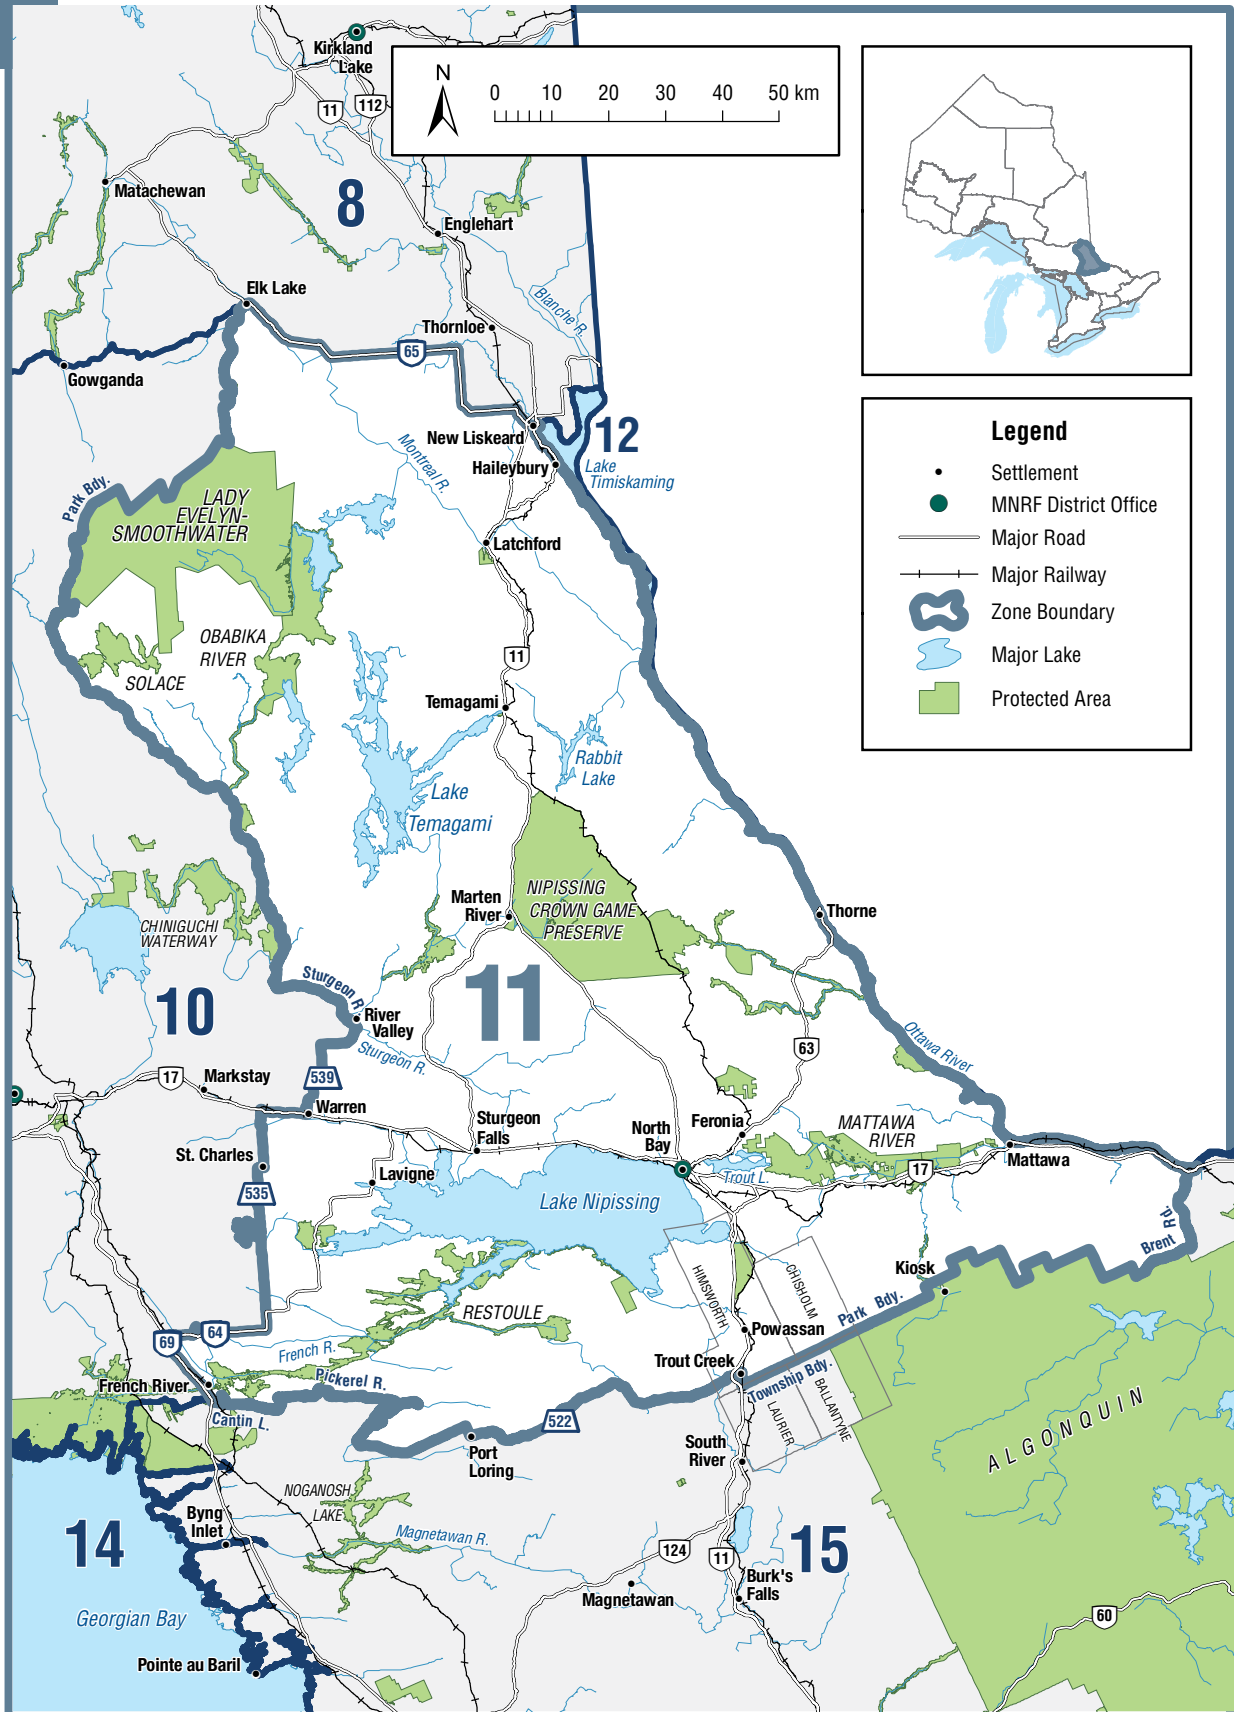 Kirkland
Lake
11
112
N
0 10 20 30 40 50 km
Matachewan
8
Englehart
Elk Lake
Blanche R.
Thornloe
65
Gowganda
Legend
Settlement
MNRF District Office
Major Road
Major Railway
Zone Boundary
Major Lake
Protected Area
New Liskeard
12
Haileybury
Lake
Timiskaming
Montreal R.
Park Bdy.
LADY
EVELYN-
SMOOTHWATER
Latchford
OBABIKA
RIVER
SOLACE
11
Temagami
Rabbit
Lake
Lake
Temagami
NIPISSING
CROWN GAME
PRESERVE
Marten
River
Thorne
CHINIGUCHI
WATERWAY
Sturgeon R.
10
11
River
Valley
Sturgeon R.
Ottawa River
63
17
Markstay
539
Warren
Sturgeon
Falls
North
Bay
Feronia
MATTAWA
RIVER
St. Charles
Lavigne
Trout L.
17
Mattawa
535
Lake Nipissing
Brent Rd.
HIMSWORTH
CHISHOLM
Kiosk
Park Bdy.
RESTOULE
64
69
Powassan
French R.
Trout Creek
Township Bdy.
French River
Pickerel R.
LAURIER
BALLANTYNE
Cantin L.
522
Port
Loring
South
River
ALGONQUIN
NOGANOSH
LAKE
Byng
Inlet
14
Magnetawan R.
124
11
15
Magnetawan
Burk's
Falls
60
Georgian Bay
Pointe au Baril